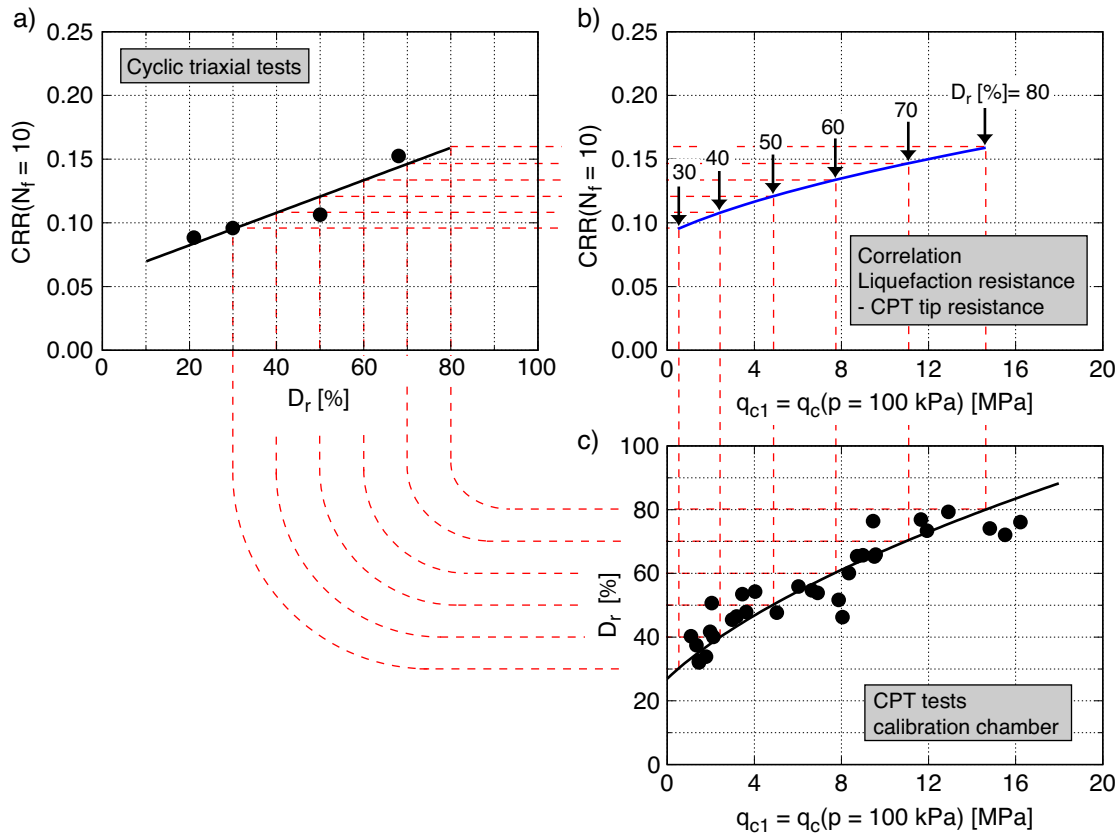 a)
0.25
0.20
0.15
0.10
0.05
0.00
CRR(N_f = 10)
Cyclic triaxial tests
0
20
40
60
80
100
D_r [%]
b)
0.25
0.20
0.15
0.10
0.05
0.00
CRR(N_f = 10)
30
40
50
60
70
D_r [%]= 80
Correlation
Liquefaction resistance
- CPT tip resistance
0
4
8
12
16
20
q_c1 = q_c(p = 100 kPa) [MPa]
c)
100
80
60
40
20
0
D_r [%]
CPT tests
calibration chamber
0
4
8
12
16
20
q_c1 = q_c(p = 100 kPa) [MPa]